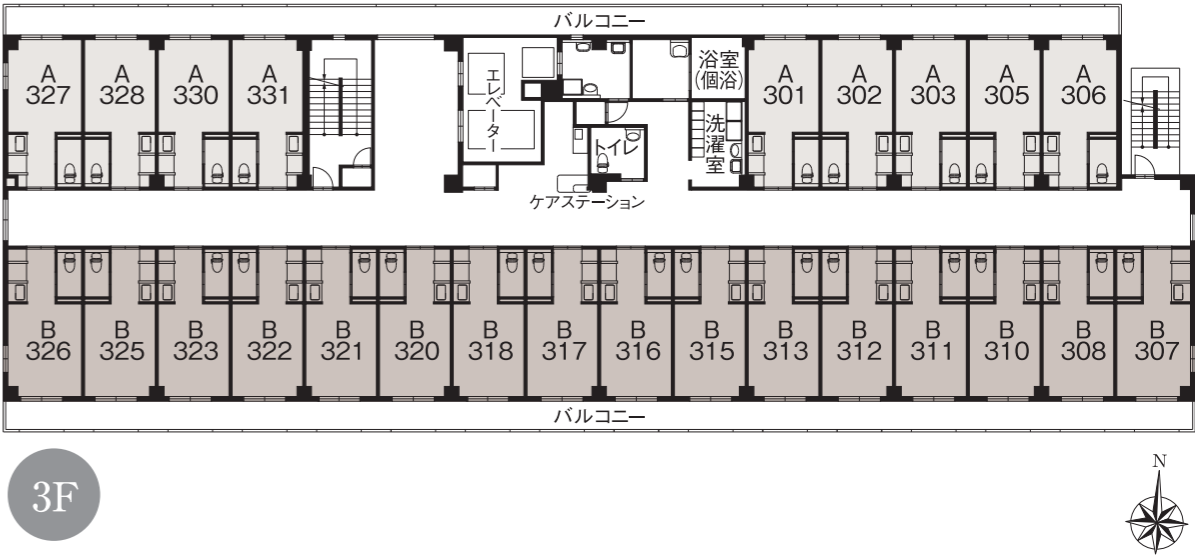 バルコニー
A
327
A
328
A
330
A
331
エレベーター
浴室
(個浴)
A
301
A
302
A
303
A
305
A
306
洗濯室
トイレ
ケアステーション
B
326
B
325
B
323
B
322
B
321
B
320
B
318
B
317
B
316
B
315
B
313
B
312
B
311
B
310
B
308
B
307
バルコニー
3F
N